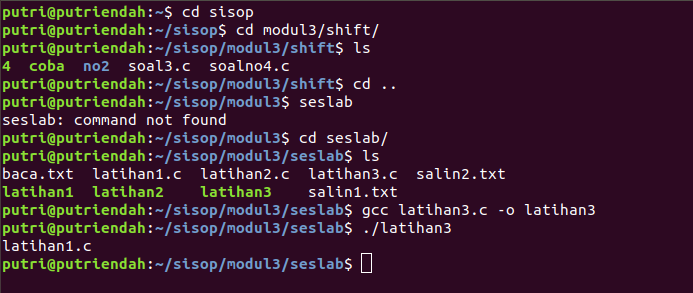 putri@putriendah:~$ cd sisop
putri@putriendah:~/sisop$ cd modul3/shift/
putri@putriendah:~/sisop/modul3/shift$ ls
4  coba  no2  soal3.c  soalno4.c
putri@putriendah:~/sisop/modul3/shift$ cd ..
putri@putriendah:~/sisop/modul3$ seslab
seslab: command not found
putri@putriendah:~/sisop/modul3$ cd seslab/
putri@putriendah:~/sisop/modul3/seslab$ ls
baca.txt  latihan1.c  latihan2.c  latihan3.c  salin2.txt
latihan1  latihan2    latihan3    salin1.txt
putri@putriendah:~/sisop/modul3/seslab$ gcc latihan3.c -o latihan3
putri@putriendah:~/sisop/modul3/seslab$ ./latihan3
latihan1.c
putri@putriendah:~/sisop/modul3/seslab$